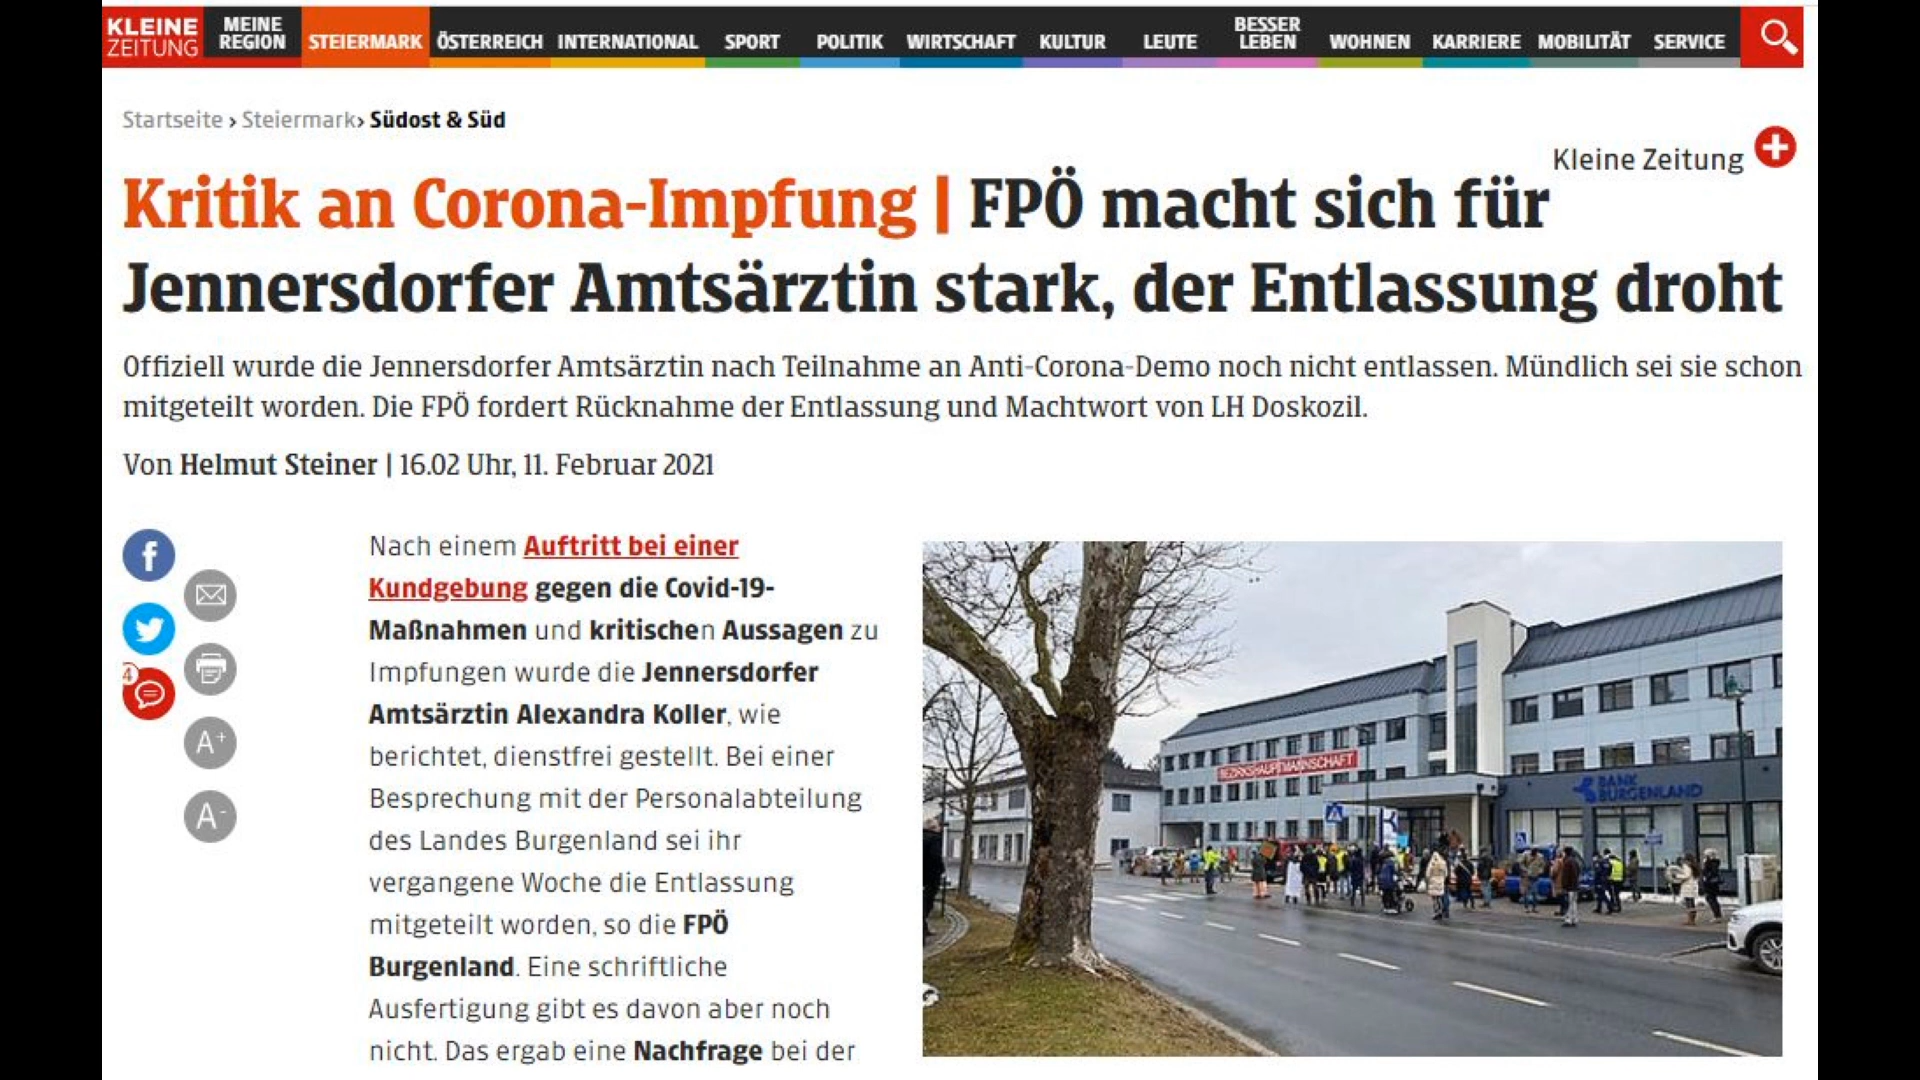 KLEINE
ZEITUNG
MEINE
REGION
STEIERMARK
ÖSTERREICH
INTERNATIONAL
SPORT
POLITIK
WIRTSCHAFT
KULTUR
LEUTE
BESSER
LEBEN
WOHNEN
KARRIERE
MOBILITÄT
SERVICE
Startseite › Steiermark› Südost & Süd
Kleine Zeitung
Kritik an Corona-Impfung | FPÖ macht sich für
Jennersdorfer Amtsärztin stark, der Entlassung droht
Offiziell wurde die Jennersdorfer Amtsärztin nach Teilnahme an Anti-Corona-Demo noch nicht entlassen. Mündlich sei sie schon
mitgeteilt worden. Die FPÖ fordert Rücknahme der Entlassung und Machtwort von LH Doskozil.
Von Helmut Steiner | 16.02 Uhr, 11. Februar 2021
4
A+
A-
Nach einem Auftritt bei einer
Kundgebung gegen die Covid-19-
Maßnahmen und kritischen Aussagen zu
Impfungen wurde die Jennersdorfer
Amtsärztin Alexandra Koller, wie
berichtet, dienstfrei gestellt. Bei einer
Besprechung mit der Personalabteilung
des Landes Burgenland sei ihr
vergangene Woche die Entlassung
mitgeteilt worden, so die FPÖ
Burgenland. Eine schriftliche
Ausfertigung gibt es davon aber noch
nicht. Das ergab eine Nachfrage bei der
BEZIRKSHAUPTMANNSCHAFT
BANK
BURGENLAND